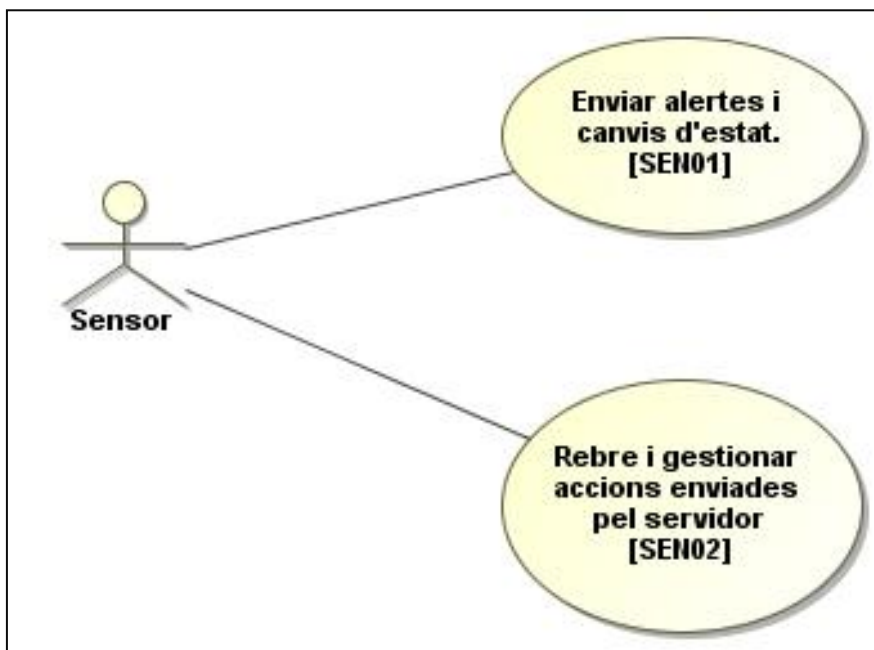 Enviar alertes i
canvis d'estat.
[SEN01]
Sensor
Rebre i gestionar
accions enviades
pel servidor
[SEN02]